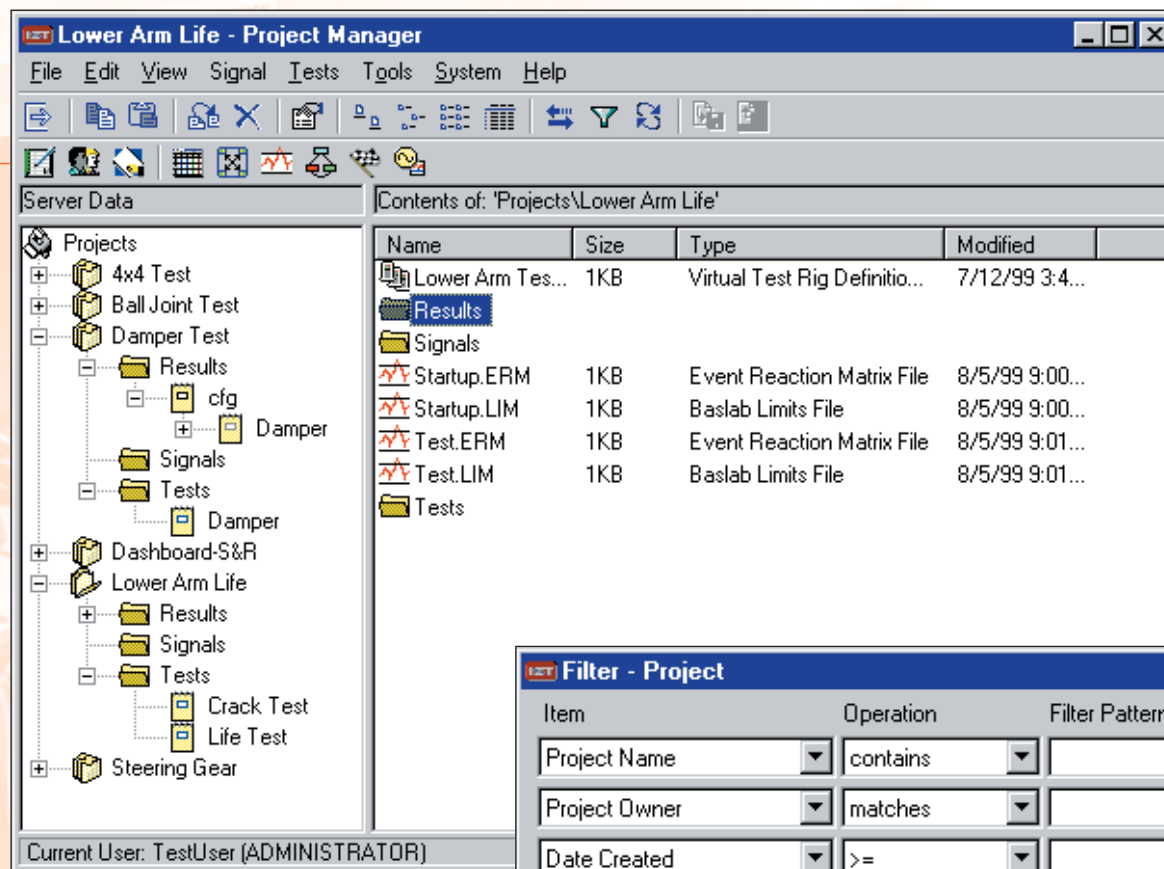 Lower Arm Life - Project Manager
File Edit View Signal Tests Tools System Help
Server Data
Contents of: 'Projects\Lower Arm Life'
Projects
4x4 Test
Ball Joint Test
Damper Test
Results
cfg
Damper
Signals
Tests
Damper
Dashboard-S&R
Lower Arm Life
Results
Signals
Tests
Crack Test
Life Test
Steering Gear
Name Size Type Modified
Lower Arm Tes... 1KB Virtual Test Rig Definitio... 7/12/99 3:4...
Results
Signals
Startup.ERM 1KB Event Reaction Matrix File 8/5/99 9:00...
Startup.LIM 1KB Baslab Limits File 8/5/99 9:00...
Test.ERM 1KB Event Reaction Matrix File 8/5/99 9:01...
Test.LIM 1KB Baslab Limits File 8/5/99 9:01...
Tests
Current User: TestUser (ADMINISTRATOR)
Filter - Project
Item Operation Filter Pattern
Project Name contains
Project Owner matches
Date Created >=